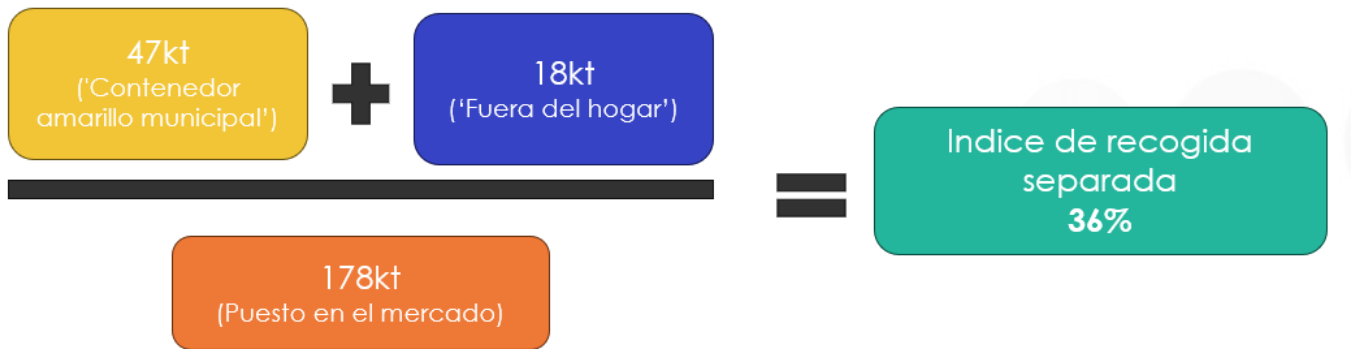 47kt
('Contenedor
amarillo municipal’)
18kt
(‘Fuera del hogar’)
178kt
(Puesto en el mercado)
Indice de recogida
separada
36%